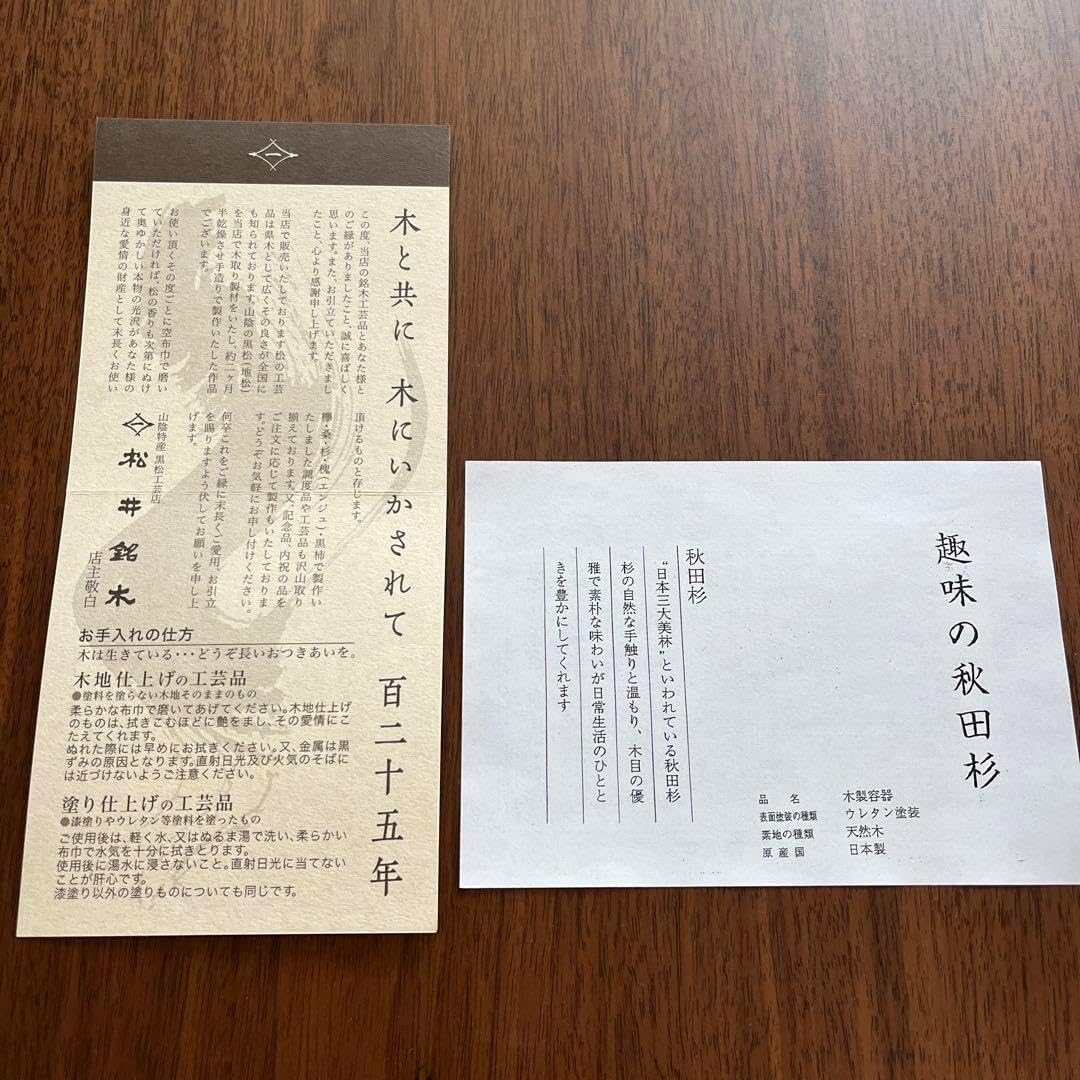 一
木と共に 木にいかされて 百二十五年
この度、当店の銘木工芸品とあなた様と
のご縁がありましたこと、誠に喜ばしく
思います。また、お引立ていただきまし
たこと、心より感謝申し上げます。
当店で販売いたしております松の工芸
品は県木として広くその良さが全国に
も知られております。山陰の黒松(地松)
を当店で木取り製材をいたし、約二ヶ月
半乾燥させ手造りで製作いたした作品
でございます。
お使い頂くその度ごとに空布巾で磨い
ていただければ、松の香りも次第にぬけ
て奥ゆかしい本物の光沢があなた様の
身近な愛情の財産として末長くお使い
頂けるものと存じます。
欅・桑・杉・槐(エンジュ)・黒柿で製作い
たしました調度品や工芸品も沢山取り
揃えております。又、記念品、内祝の品を
ご注文に応じて製作もいたしておりま
す。どうぞお気軽にお申し付けください。
何卒これをご縁に末長くご愛用、お引立
を賜りますよう伏してお願いを申し上
げます。
山陰特産 黒松工芸店
一 松井銘木
店主敬白
お手入れの仕方
木は生きている・・・どうぞ長いおつきあいを。
木地仕上げの工芸品
●塗料を塗らない木地そのままのもの
柔らかな布巾で磨いてあげてください。木地仕上げ
のものは、拭きこむほどに艶をまし、その愛情にこ
たえてくれます。
ぬれた際には早めにお拭きください。又、金属は黒
ずみの原因となります。直射日光及び火気のそばに
は近づけないようご注意ください。
塗り仕上げの工芸品
●漆塗りやウレタン等塗料を塗ったもの
ご使用後は、軽く水、又はぬるま湯で洗い、柔らかい
布巾で水気を十分に拭きとります。
使用後に湯水に浸さないこと。直射日光に当てない
ことが肝心です。
漆塗り以外の塗りものについても同じです。
趣味の秋田杉
秋田杉
“日本三大美林”といわれている秋田杉
杉の自然な手触りと温もり、木目の優
雅で素朴な味わいが日常生活のひとと
きを豊かにしてくれます
品名 木製容器
表面塗装の種類 ウレタン塗装
素地の種類 天然木
原産国 日本製